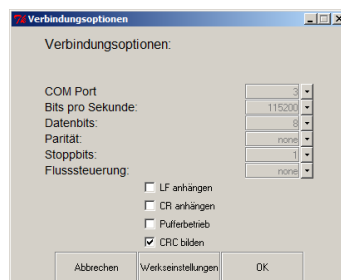 Verbindungsoptionen
Verbindungsoptionen:
COM Port 3
Bits pro Sekunde: 115200
Datenbits: 8
Parität: none
Stoppbits: 1
Flusssteuerung: none
LF anhängen
CR anhängen
Pufferbetrieb
CRC bilden
Abbrechen Werkseinstellungen OK